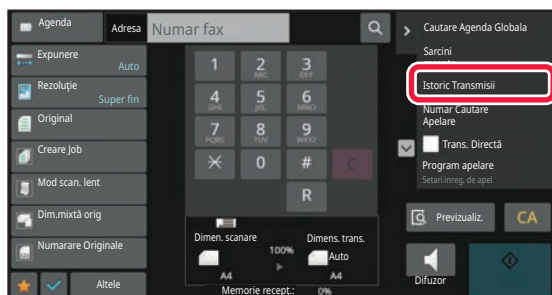 Agenda
Adresa
Numar fax
Expunere
Auto
Rezoluție
Super fin
Original
Creare Job
Mod scan. lent
Dim.mixtă orig
Numarare Originale
Altele
1
2
ABC
3
DEF
4
GHI
5
JKL
6
MNO
7
PQRS
8
TUV
9
WXYZ
0
#
C
R
Dimen. scanare
100%
Dimens. trans.
Auto
A4
A4
Memorie recept.:
0%
Cautare Agenda Globala
Sarcini
Istoric Transmisii
Numar Cautare
Apelare
Trans. Directă
Program apelare
Setari inreg. de apel
Previzualiz.
CA
Difuzor
Start